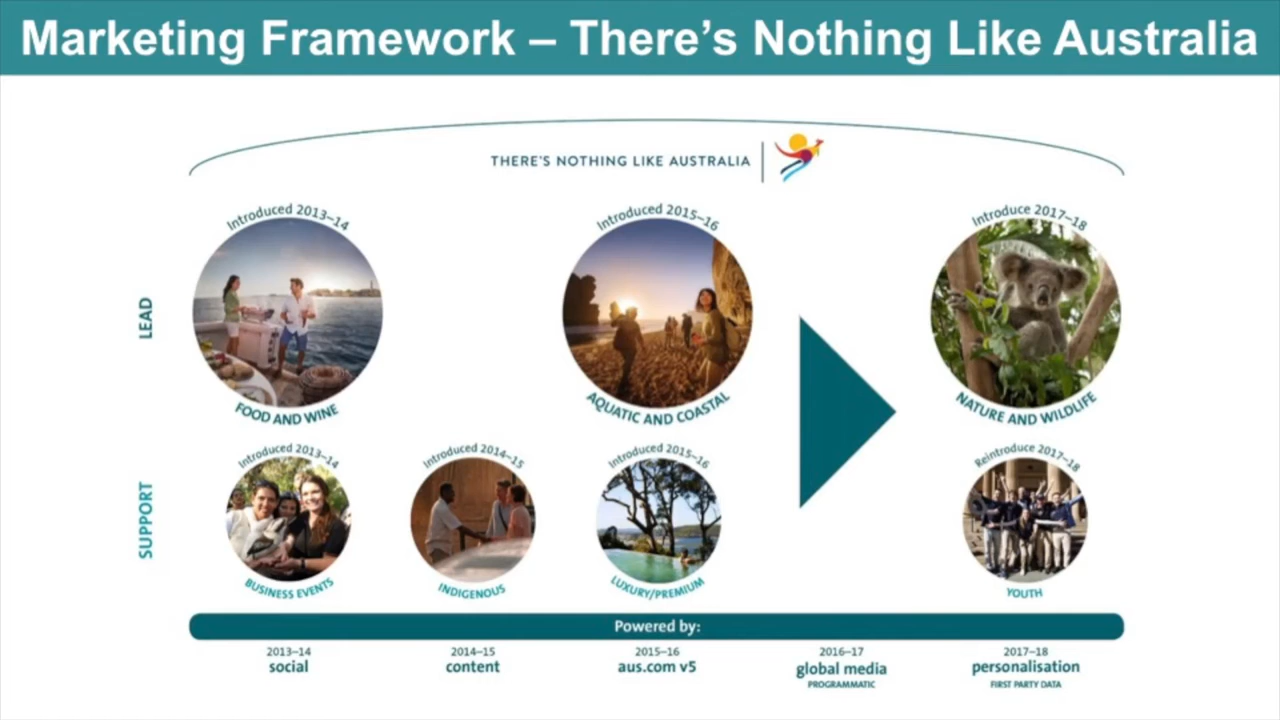 Marketing Framework – There's Nothing Like Australia
THERE'S NOTHING LIKE AUSTRALIA
LEAD
Introduced 2013–14
FOOD AND WINE
Introduced 2015–16
AQUATIC AND COASTAL
Introduce 2017–18
NATURE AND WILDLIFE
SUPPORT
Introduced 2013–14
BUSINESS EVENTS
Introduced 2014–15
INDIGENOUS
Introduced 2015–16
LUXURY/PREMIUM
Reintroduce 2017–18
YOUTH
Powered by:
2013–14
social
2014–15
content
2015–16
aus.com v5
2016–17
global media
PROGRAMMATIC
2017–18
personalisation
FIRST PARTY DATA